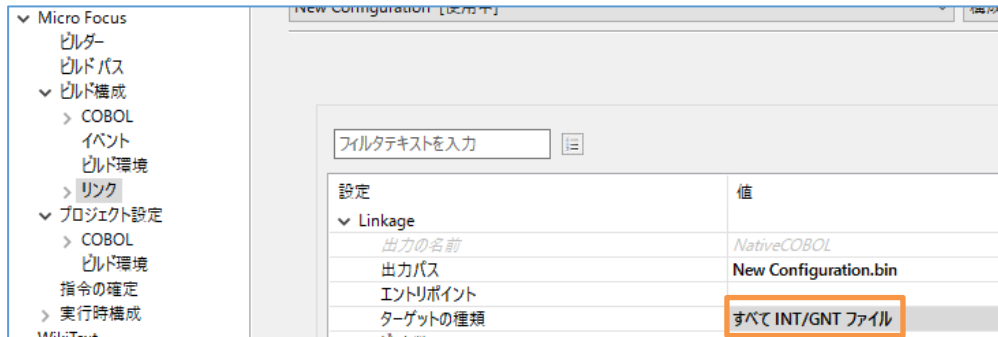 Micro Focus
ビルダー
ビルド パス
ビルド構成
COBOL
イベント
ビルド環境
リンク
プロジェクト設定
COBOL
ビルド環境
指令の確定
実行時構成
WikiText
New Configuration [使用中]
構成
フィルタテキストを入力
設定 値
Linkage
出力の名前 NativeCOBOL
出力パス New Configuration.bin
エントリポイント
ターゲットの種類 すべて INT/GNT ファイル